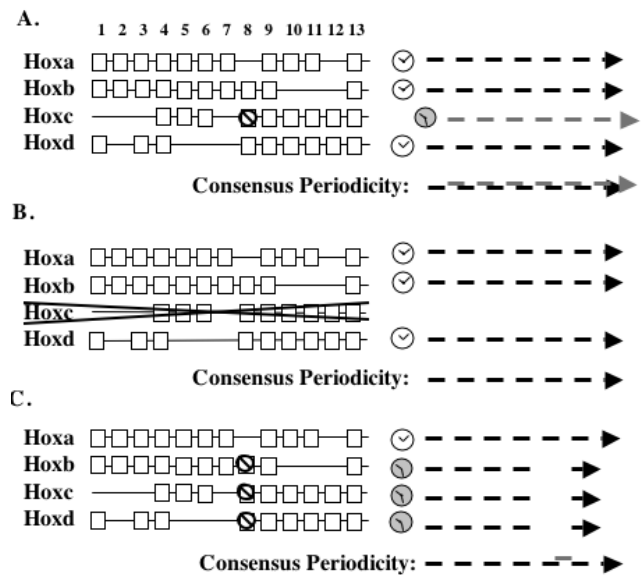 A.
1 2 3 4 5 6 7 8 9 10 11 12 13
Hoxa
Hoxb
Hoxc
Hoxd
Consensus Periodicity:
B.
Hoxa
Hoxb
Hoxc
Hoxd
Consensus Periodicity:
C.
Hoxa
Hoxb
Hoxc
Hoxd
Consensus Periodicity: